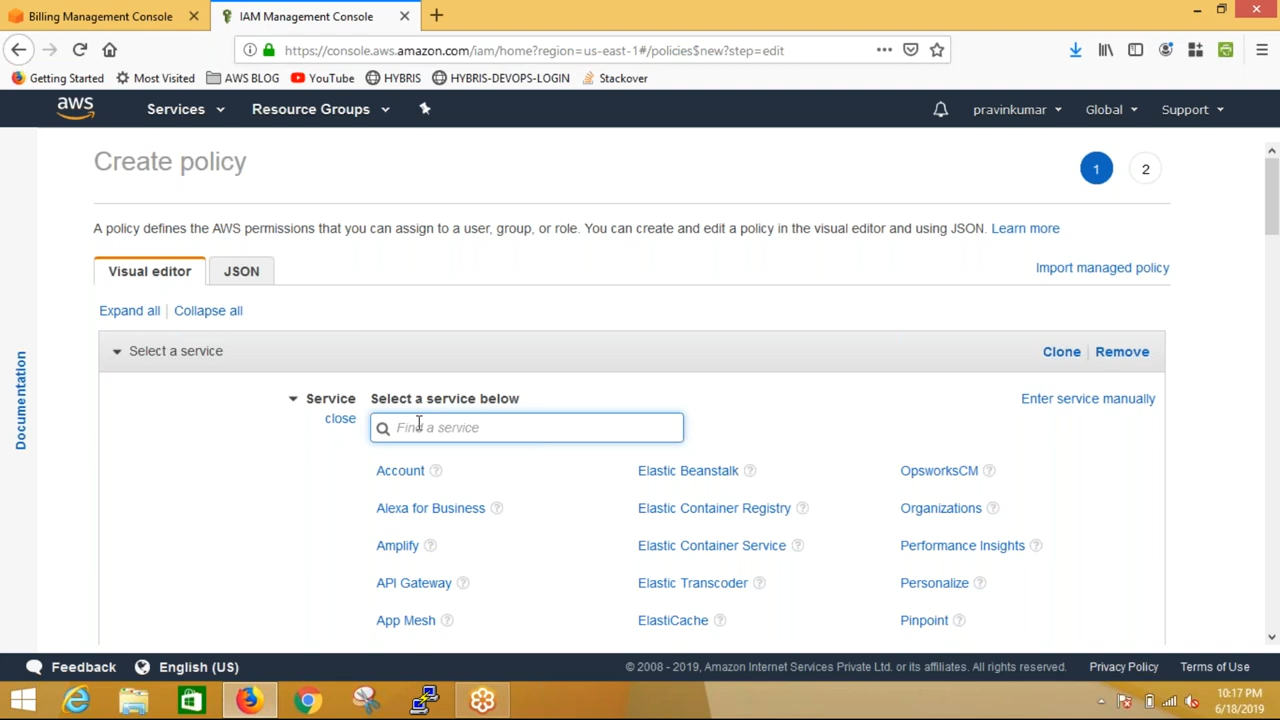 Billing Management Console
IAM Management Console
https://console.aws.amazon.com/iam/home?region=us-east-1#/policies$new?step=edit
Getting Started Most Visited AWS BLOG YouTube HYBRIS HYBRIS-DEVOPS-LOGIN Stackover
aws Services Resource Groups pravinkumar Global Support
Create policy 1 2
A policy defines the AWS permissions that you can assign to a user, group, or role. You can create and edit a policy in the visual editor and using JSON. Learn more
Visual editor JSON Import managed policy
Expand all | Collapse all
Select a service Clone | Remove
Service Select a service below Enter service manually
close
Find a service
Account Elastic Beanstalk OpsworksCM
Alexa for Business Elastic Container Registry Organizations
Amplify Elastic Container Service Performance Insights
API Gateway Elastic Transcoder Personalize
App Mesh ElastiCache Pinpoint
Documentation
Feedback English (US) © 2008 - 2019, Amazon Internet Services Private Ltd. or its affiliates. All rights reserved. Privacy Policy Terms of Use
10:17 PM
6/18/2019